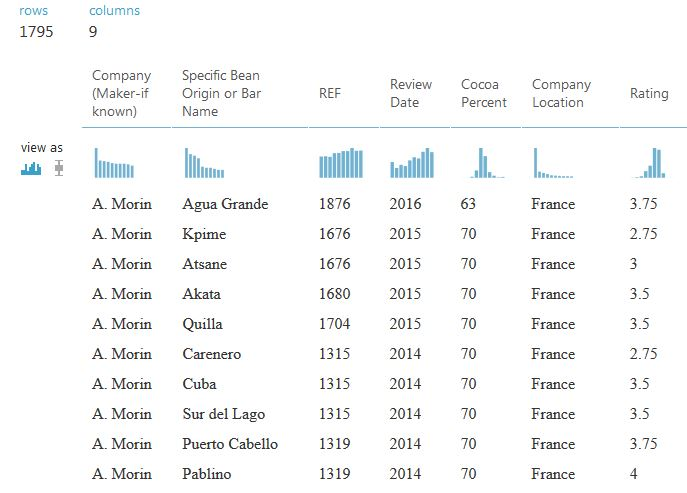 rows columns
1795 9
Company (Maker-if known) Specific Bean Origin or Bar Name REF Review Date Cocoa Percent Company Location Rating
view as
A. Morin Agua Grande 1876 2016 63 France 3.75
A. Morin Kpime 1676 2015 70 France 2.75
A. Morin Atsane 1676 2015 70 France 3
A. Morin Akata 1680 2015 70 France 3.5
A. Morin Quilla 1704 2015 70 France 3.5
A. Morin Carenero 1315 2014 70 France 2.75
A. Morin Cuba 1315 2014 70 France 3.5
A. Morin Sur del Lago 1315 2014 70 France 3.5
A. Morin Puerto Cabello 1319 2014 70 France 3.75
A. Morin Pablino 1319 2014 70 France 4